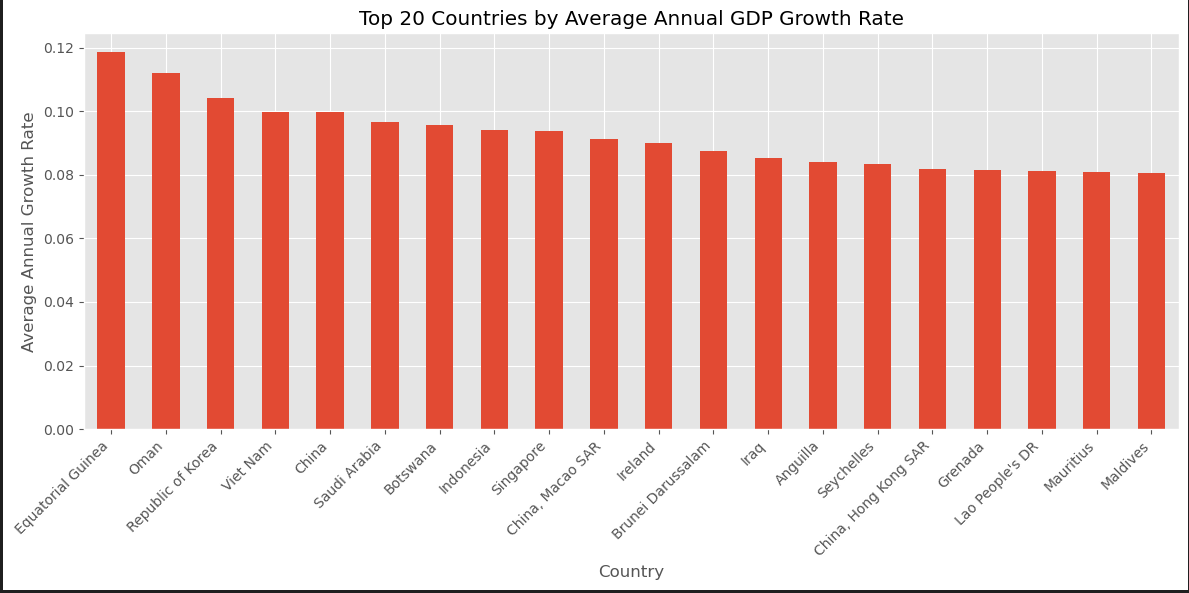 Top 20 Countries by Average Annual GDP Growth Rate
Average Annual Growth Rate
0.12
0.10
0.08
0.06
0.04
0.02
0.00
Equatorial Guinea
Oman
Republic of Korea
Viet Nam
China
Saudi Arabia
Botswana
Indonesia
Singapore
China, Macao SAR
Ireland
Brunei Darussalam
Iraq
Anguilla
Seychelles
China, Hong Kong SAR
Grenada
Lao People's DR
Mauritius
Maldives
Country